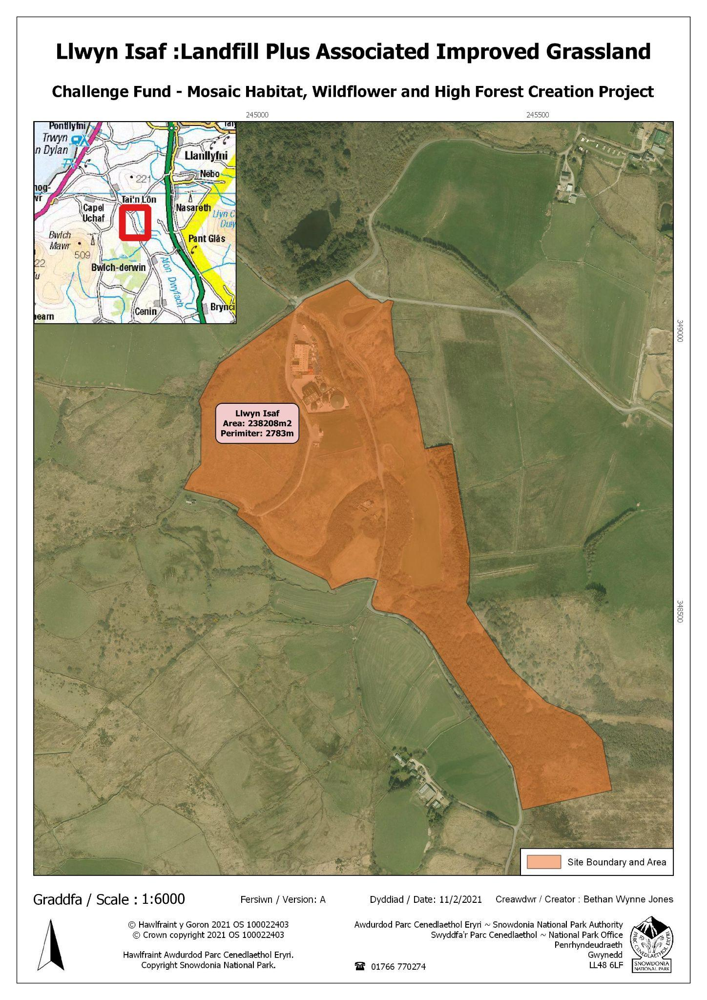 Llwyn Isaf :Landfill Plus Associated Improved Grassland
Challenge Fund - Mosaic Habitat, Wildflower and High Forest Creation Project
245000
245500
Pontllyfni
Trwyn
n Dylan
Llanllyfni
Nebo
221
Tai'n Lôn
Capel
Uchaf
Nasareth
Llyn C
Duly
Bwlch
Mawr
509
Pant Glâs
22
Bwlch-derwin
Afon Dwyfach
Cenin
Brynci
hearn
349000
Llwyn Isaf
Area: 238208m2
Perimiter: 2783m
348500
Site Boundary and Area
Graddfa / Scale : 1:6000
Fersiwn / Version: A
Dyddiad / Date: 11/2/2021
Creawdwr / Creator : Bethan Wynne Jones
© Hawlfraint y Goron 2021 OS 100022403
© Crown copyright 2021 OS 100022403
Hawlfraint Awdurdod Parc Cenedlaethol Eryri.
Copyright Snowdonia National Park.
Awdurdod Parc Cenedlaethol Eryri ~ Snowdonia National Park Authority
Swyddfa'r Parc Cenedlaethol ~ National Park Office
Penrhyndeudraeth
Gwynedd
LL48 6LF
01766 770274
PARC CENEDLAETHOL ERYRI
SNOWDONIA
NATIONAL PARK